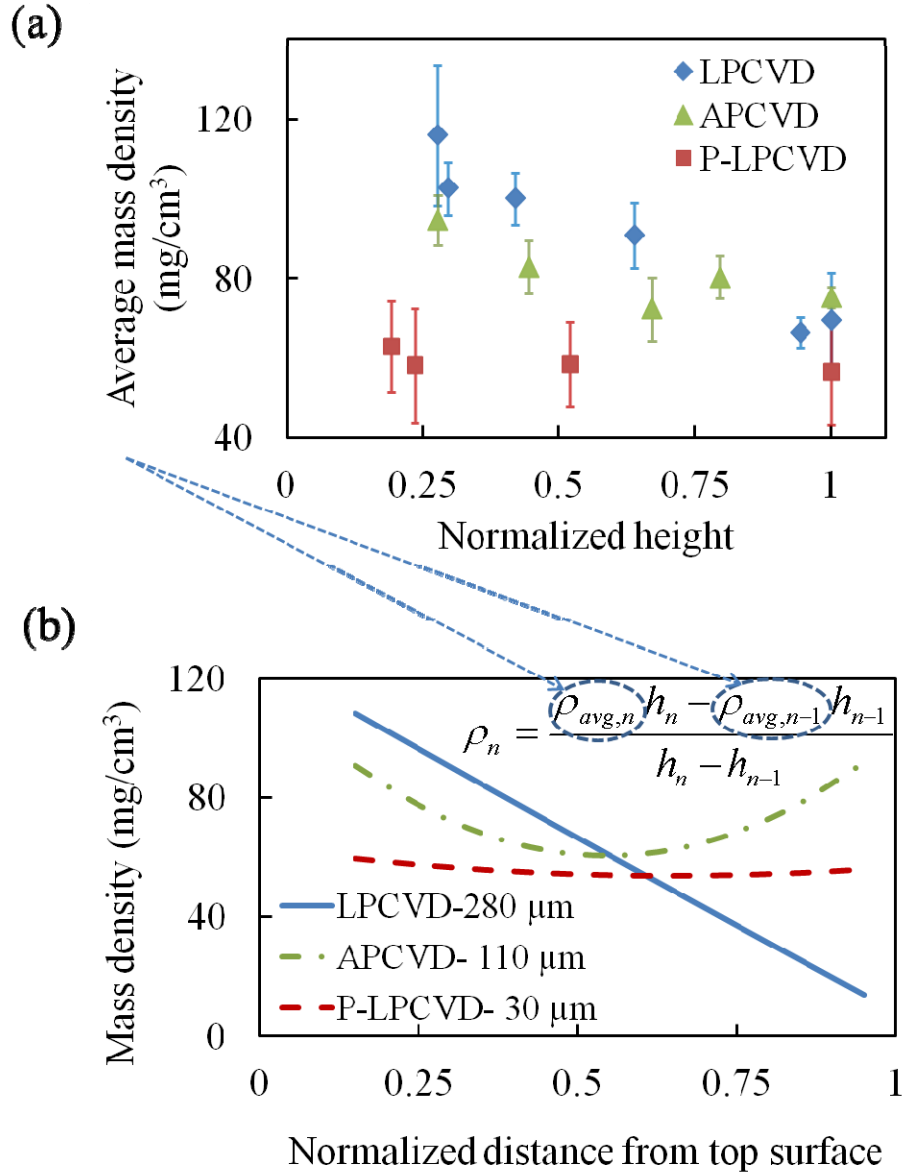 (a)
Average mass density
(mg/cm³)
120
80
40
LPCVD
APCVD
P-LPCVD
0 0.25 0.5 0.75 1
Normalized height
(b)
Mass density (mg/cm³)
120
80
40
0
ρₙ = (ρavg,n hₙ − ρavg,n−1 hₙ₋₁) / (hₙ − hₙ₋₁)
LPCVD-280 μm
APCVD- 110 μm
P-LPCVD- 30 μm
0 0.25 0.5 0.75 1
Normalized distance from top surface